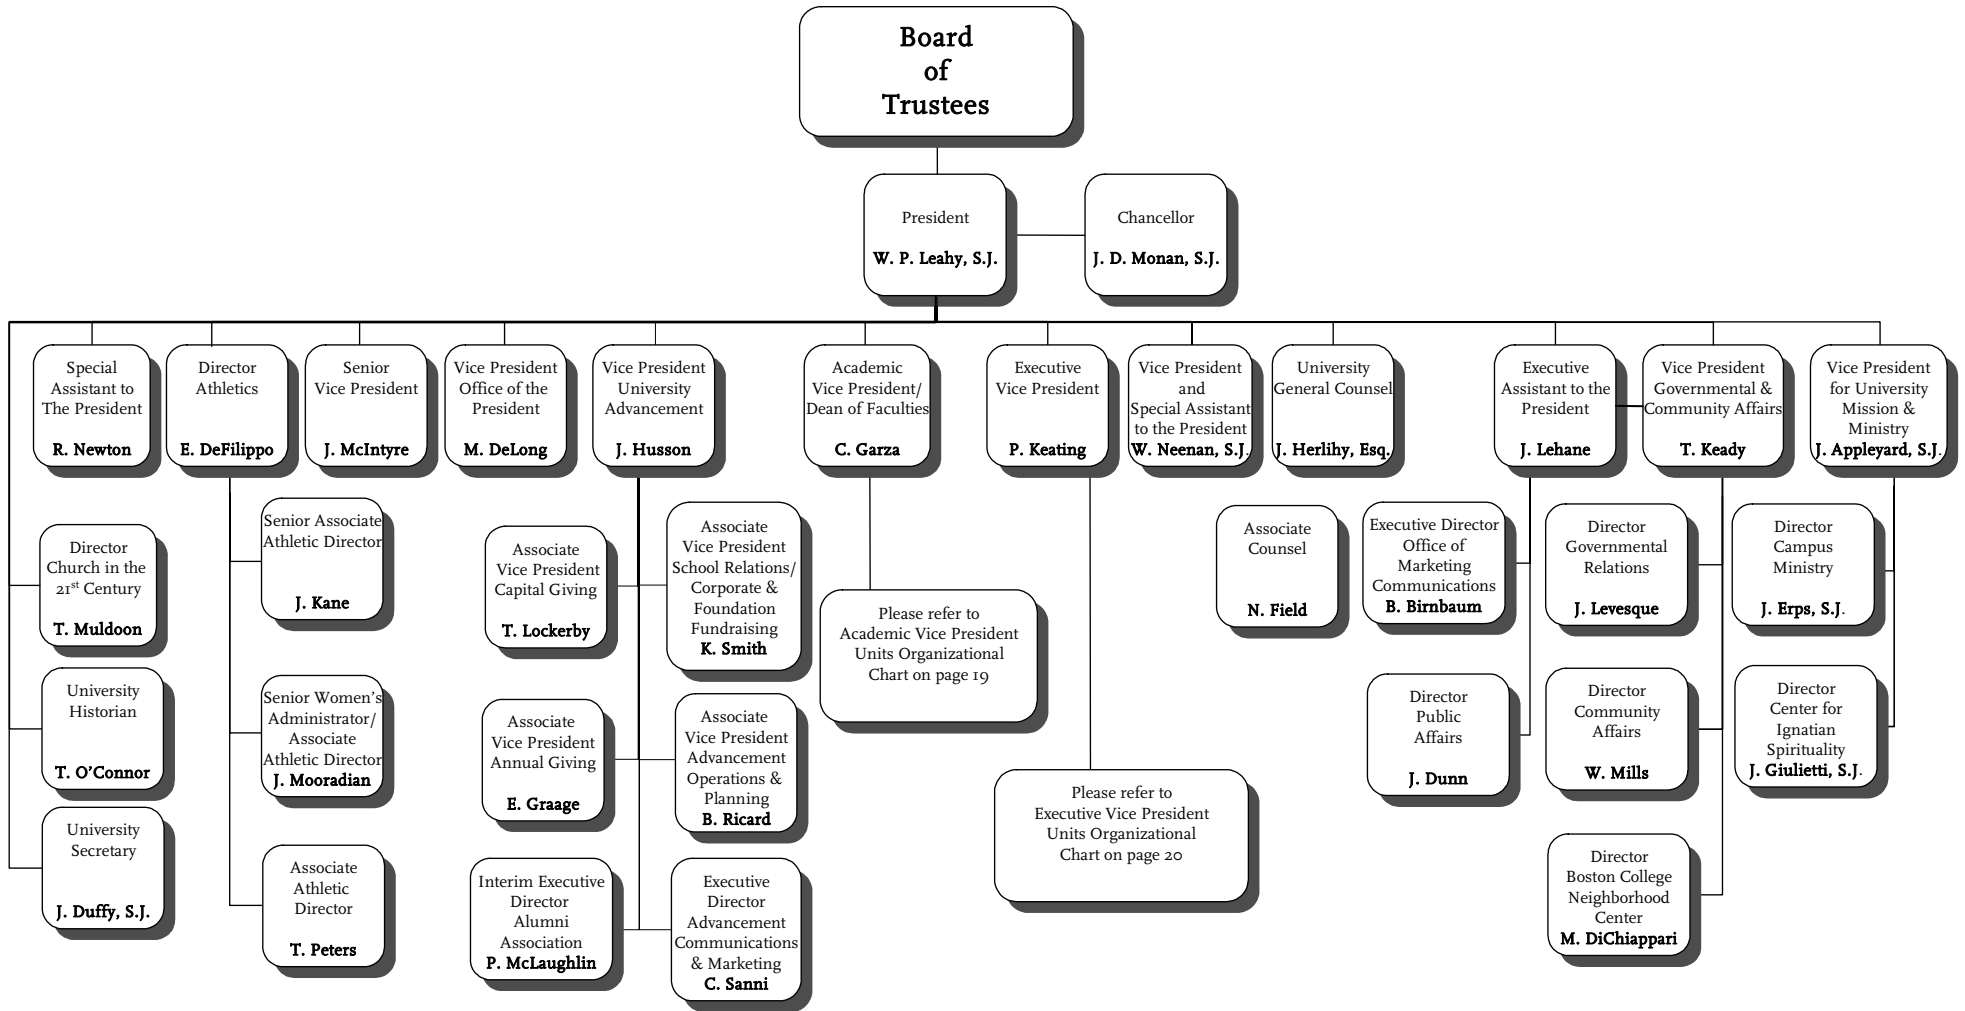 Board
of
Trustees
President
W. P. Leahy, S.J.
Chancellor
J. D. Monan, S.J.
Special
Assistant to
The President
R. Newton
Director
Athletics
E. DeFilippo
Senior
Vice President
J. McIntyre
Vice President
Office of the
President
M. DeLong
Vice President
University
Advancement
J. Husson
Academic
Vice President/
Dean of Faculties
C. Garza
Executive
Vice President
P. Keating
Vice President
and
Special Assistant
to the President
W. Neenan, S.J.
University
General Counsel
J. Herlihy, Esq.
Executive
Assistant to the
President
J. Lehane
Vice President
Governmental &
Community Affairs
T. Keady
Vice President
for University
Mission &
Ministry
J. Appleyard, S.J.
Director
Church in the
21st Century
T. Muldoon
Senior Associate
Athletic Director
J. Kane
Associate
Vice President
Capital Giving
T. Lockerby
Associate
Vice President
School Relations/
Corporate &
Foundation
Fundraising
K. Smith
Please refer to
Academic Vice President
Units Organizational
Chart on page 19
Associate
Counsel
N. Field
Executive Director
Office of
Marketing
Communications
B. Birnbaum
Director
Governmental
Relations
J. Levesque
Director
Campus
Ministry
J. Erps, S.J.
University
Historian
T. O'Connor
Senior Women's
Administrator/
Associate
Athletic Director
J. Mooradian
Associate
Vice President
Annual Giving
E. Graage
Associate
Vice President
Advancement
Operations &
Planning
B. Ricard
Please refer to
Executive Vice President
Units Organizational
Chart on page 20
Director
Public
Affairs
J. Dunn
Director
Community
Affairs
W. Mills
Director
Center for
Ignatian
Spirituality
J. Giulietti, S.J.
University
Secretary
J. Duffy, S.J.
Associate
Athletic
Director
T. Peters
Interim Executive
Director
Alumni
Association
P. McLaughlin
Executive
Director
Advancement
Communications
& Marketing
C. Sanni
Director
Boston College
Neighborhood
Center
M. DiChiappari